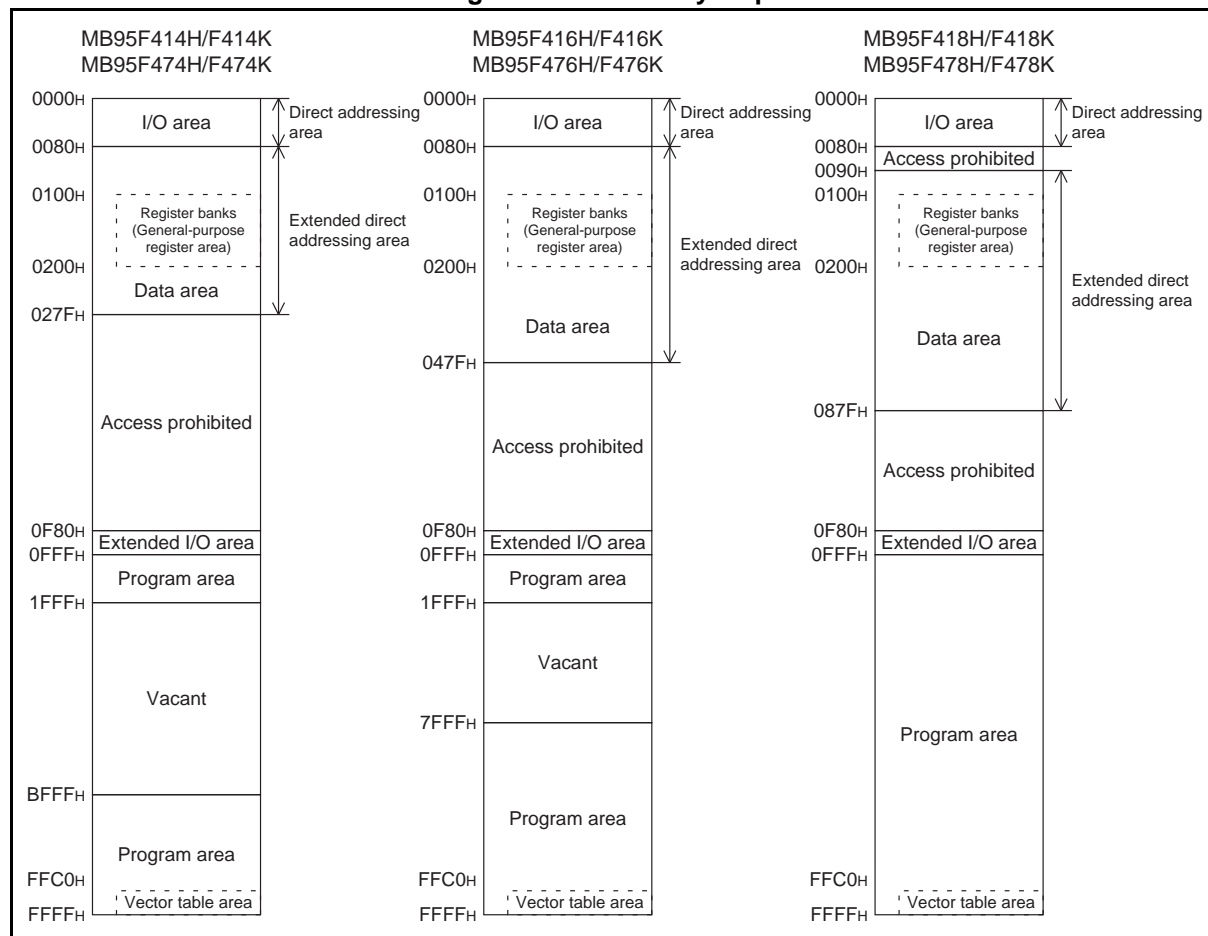 MB95F414H/F414K
MB95F474H/F474K
0000H
I/O area
Direct addressing
area
0080H
0100H
Register banks
(General-purpose
register area)
Extended direct
addressing area
0200H
Data area
027FH
Access prohibited
0F80H
Extended I/O area
0FFFH
Program area
1FFFH
Vacant
BFFFH
Program area
FFC0H
Vector table area
FFFFH
MB95F416H/F416K
MB95F476H/F476K
0000H
I/O area
Direct addressing
area
0080H
0100H
Register banks
(General-purpose
register area)
Extended direct
addressing area
0200H
Data area
047FH
Access prohibited
0F80H
Extended I/O area
0FFFH
Program area
1FFFH
Vacant
7FFFH
Program area
FFC0H
Vector table area
FFFFH
MB95F418H/F418K
MB95F478H/F478K
0000H
I/O area
Direct addressing
area
0080H
Access prohibited
0090H
0100H
Register banks
(General-purpose
register area)
0200H
Extended direct
addressing area
Data area
087FH
Access prohibited
0F80H
Extended I/O area
0FFFH
Program area
FFC0H
Vector table area
FFFFH